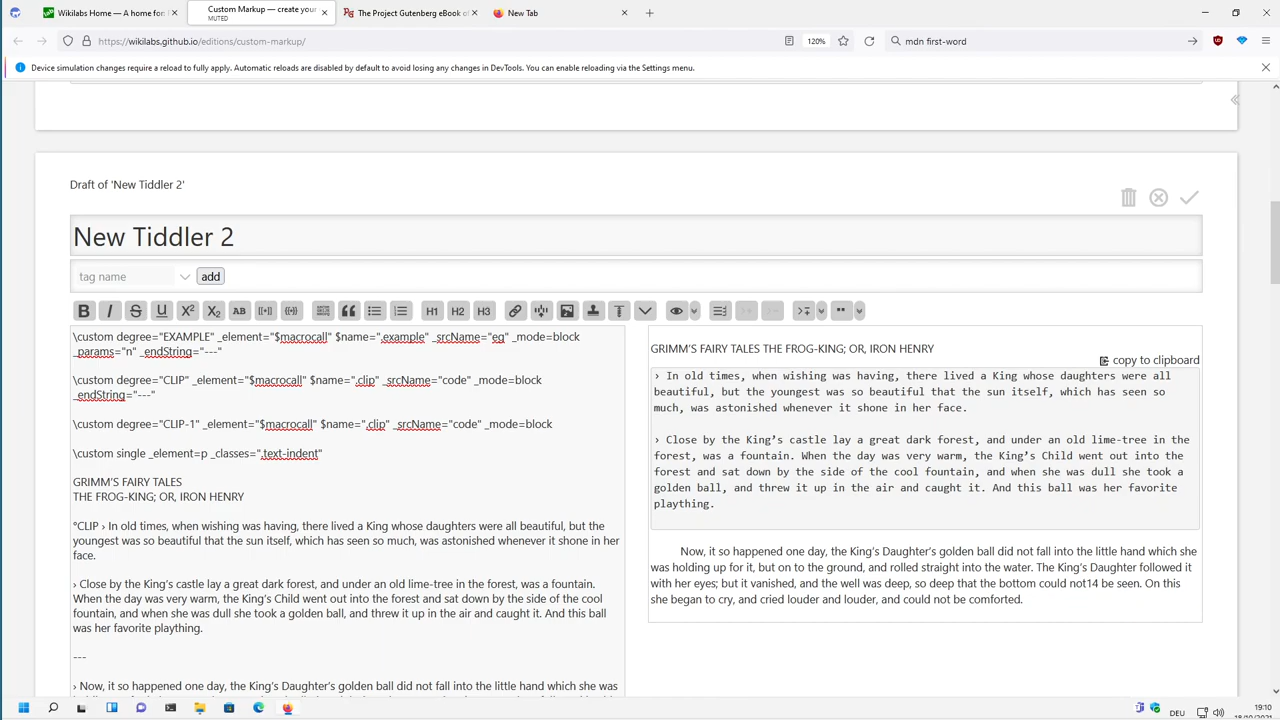 Wikilabs Home — A home for
Custom Markup — create your
MUTED
The Project Gutenberg eBook of
New Tab
https://wikilabs.github.io/editions/custom-markup/
120%
mdn first-word
Device simulation changes require a reload to fully apply. Automatic reloads are disabled by default to avoid losing any changes in DevTools. You can enable reloading via the Settings menu.
Draft of 'New Tiddler 2'
New Tiddler 2
tag name
add
B I S U X² X₂ AB H1 H2 H3
\custom degree="EXAMPLE" _element="$macrocall" $name=".example" _srcName="eg" _mode=block
_params="n" _endString="---"
\custom degree="CLIP" _element="$macrocall" $name=".clip" _srcName="code" _mode=block
_endString="---"
\custom degree="CLIP-1" _element="$macrocall" $name=".clip" _srcName="code" _mode=block
\custom single _element=p _classes=".text-indent"
GRIMM'S FAIRY TALES
THE FROG-KING; OR, IRON HENRY
°CLIP › In old times, when wishing was having, there lived a King whose daughters were all beautiful, but the
youngest was so beautiful that the sun itself, which has seen so much, was astonished whenever it shone in her
face.
› Close by the King's castle lay a great dark forest, and under an old lime-tree in the forest, was a fountain.
When the day was very warm, the King's Child went out into the forest and sat down by the side of the cool
fountain, and when she was dull she took a golden ball, and threw it up in the air and caught it. And this ball
was her favorite plaything.
---
› Now, it so happened one day, the King's Daughter's golden ball did not fall into the little hand which she was
GRIMM'S FAIRY TALES THE FROG-KING; OR, IRON HENRY
copy to clipboard
› In old times, when wishing was having, there lived a King whose daughters were all
beautiful, but the youngest was so beautiful that the sun itself, which has seen so
much, was astonished whenever it shone in her face.
› Close by the King’s castle lay a great dark forest, and under an old lime-tree in the
forest, was a fountain. When the day was very warm, the King’s Child went out into the
forest and sat down by the side of the cool fountain, and when she was dull she took a
golden ball, and threw it up in the air and caught it. And this ball was her favorite
plaything.
Now, it so happened one day, the King's Daughter's golden ball did not fall into the little hand which she
was holding up for it, but on to the ground, and rolled straight into the water. The King's Daughter followed it
with her eyes; but it vanished, and the well was deep, so deep that the bottom could not14 be seen. On this
she began to cry, and cried louder and louder, and could not be comforted.
DEU
19:10
18/10/2021